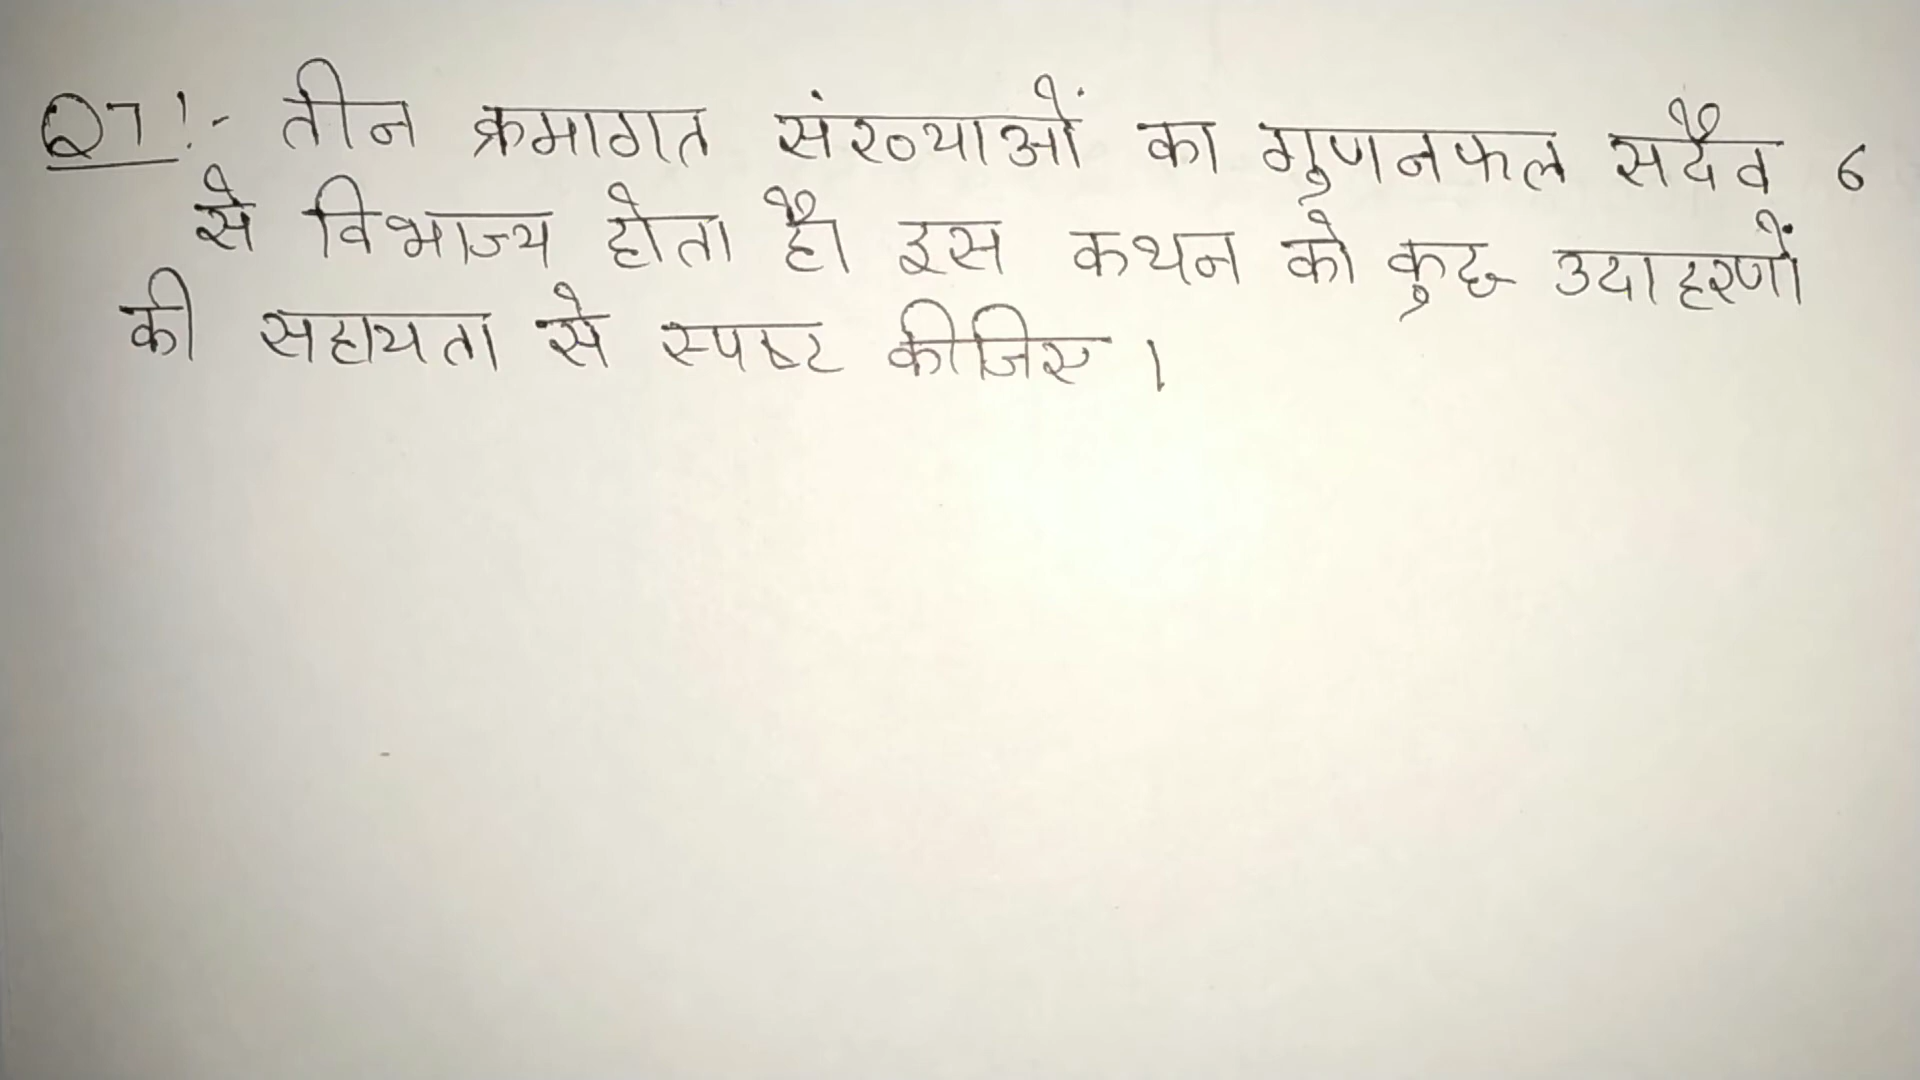 Q7!- तीन क्रमागत संख्याओं का गुणनफल सदैव 6
से विभाज्य होता है। इस कथन को कुछ उदाहरणों
की सहायता से स्पष्ट कीजिए।